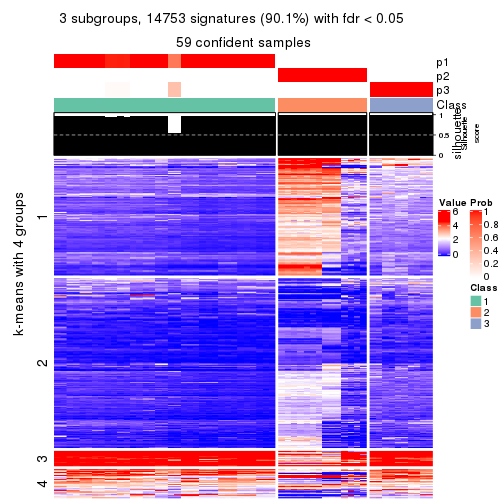 3 subgroups, 14753 signatures (90.1%) with fdr < 0.05
59 confident samples
p1
p2
p3
Class
1
0.5
0
silhouette
Silhouette
score
k-means with 4 groups
1
2
3
4
Value
6
4
2
0
Prob
1
0.8
0.6
0.4
0.2
0
Class
1
2
3